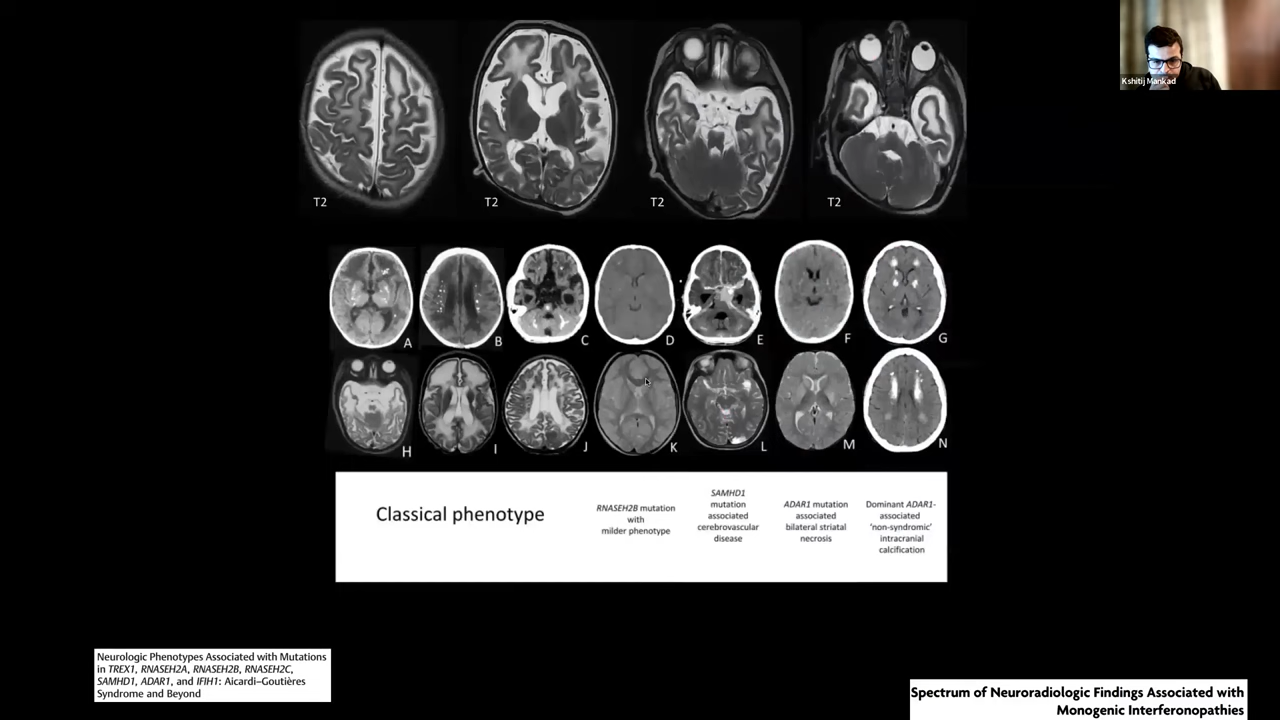 Kshitij Mankad
T2
T2
T2
T2
A
B
C
D
E
F
G
H
I
J
K
L
M
N
Classical phenotype
RNASEH2B mutation
with
milder phenotype
SAMHD1
mutation
associated
cerebrovascular
disease
ADAR1 mutation
associated
bilateral striatal
necrosis
Dominant ADAR1-
associated
'non-syndromic'
intracranial
calcification
Neurologic Phenotypes Associated with Mutations
in TREX1, RNASEH2A, RNASEH2B, RNASEH2C,
SAMHD1, ADAR1, and IFIH1: Aicardi–Goutières
Syndrome and Beyond
Spectrum of Neuroradiologic Findings Associated with
Monogenic Interferonopathies